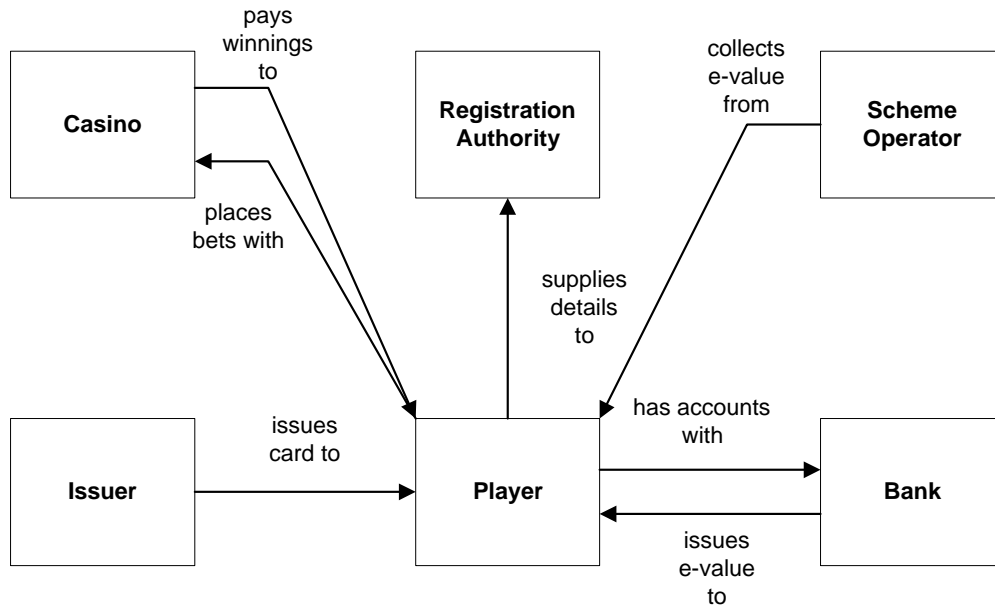 pays
winnings
to
collects
e-value
from
Casino
Registration
Authority
Scheme
Operator
places
bets with
supplies
details
to
issues
card to
has accounts
with
Issuer
Player
Bank
issues
e-value
to